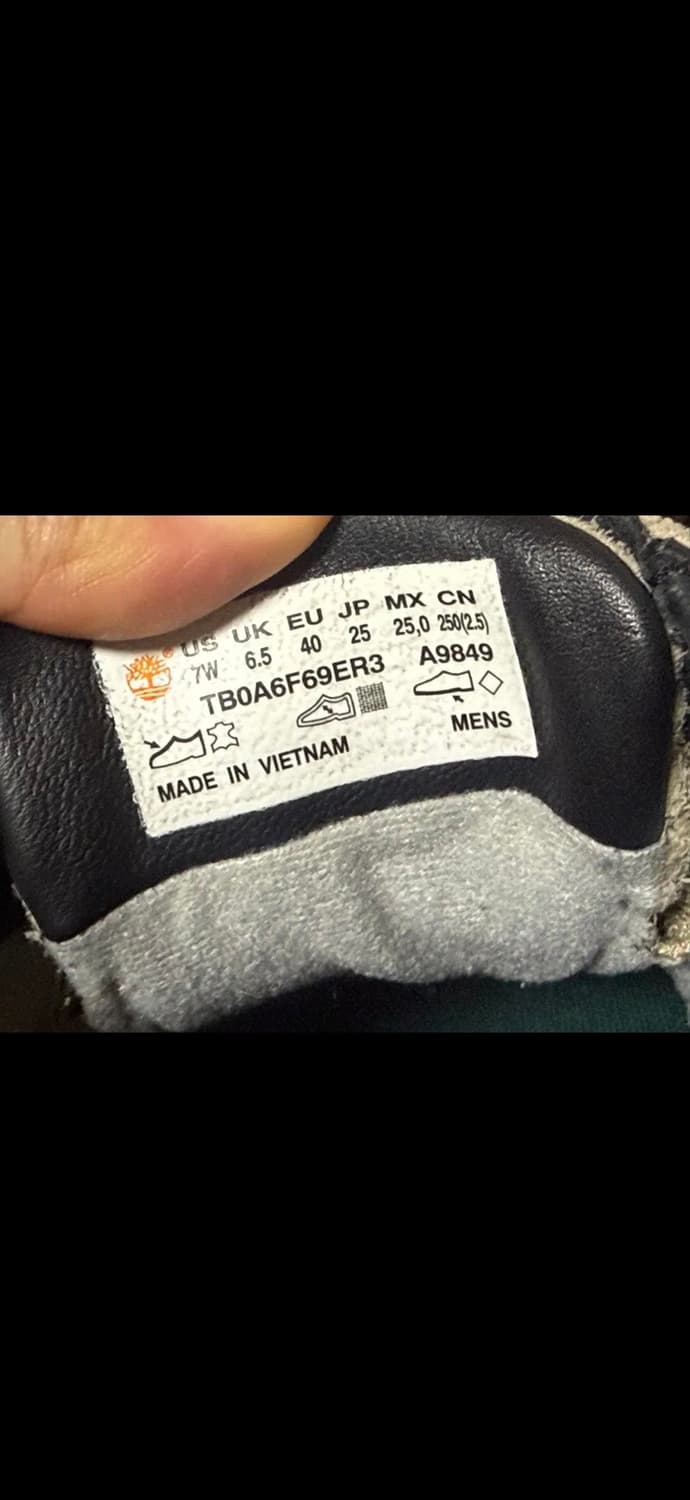 ® US UK EU JP MX CN
7W 6.5 40 25 25,0 250(2.5)
TB0A6F69ER3 A9849
MENS
MADE IN VIETNAM